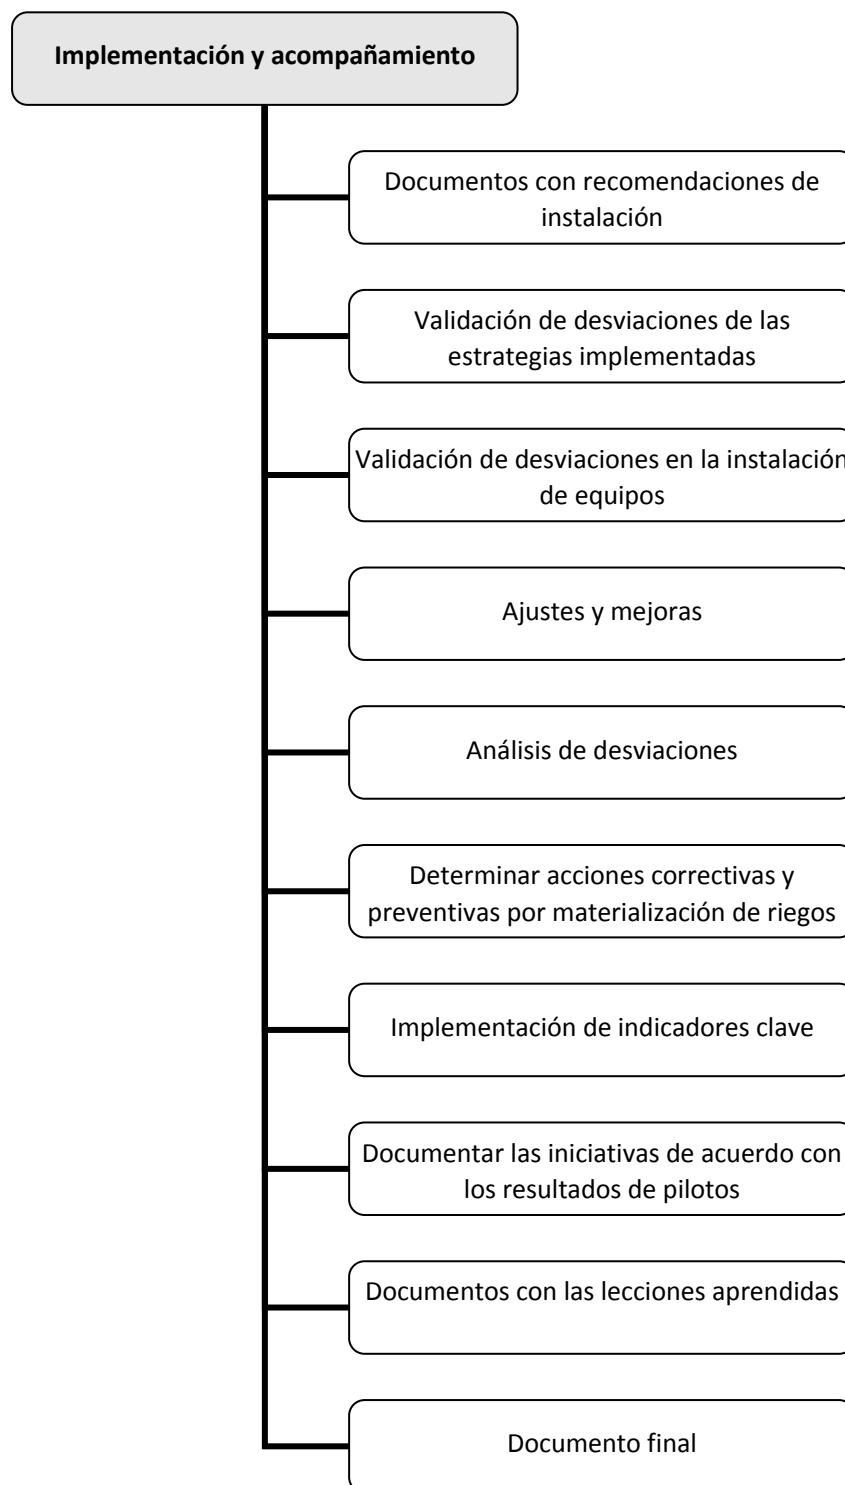 Implementación y acompañamiento
Documentos con recomendaciones de
instalación
Validación de desviaciones de las
estrategias implementadas
Validación de desviaciones en la instalación
de equipos
Ajustes y mejoras
Análisis de desviaciones
Determinar acciones correctivas y
preventivas por materialización de riegos
Implementación de indicadores clave
Documentar las iniciativas de acuerdo con
los resultados de pilotos
Documentos con las lecciones aprendidas
Documento final